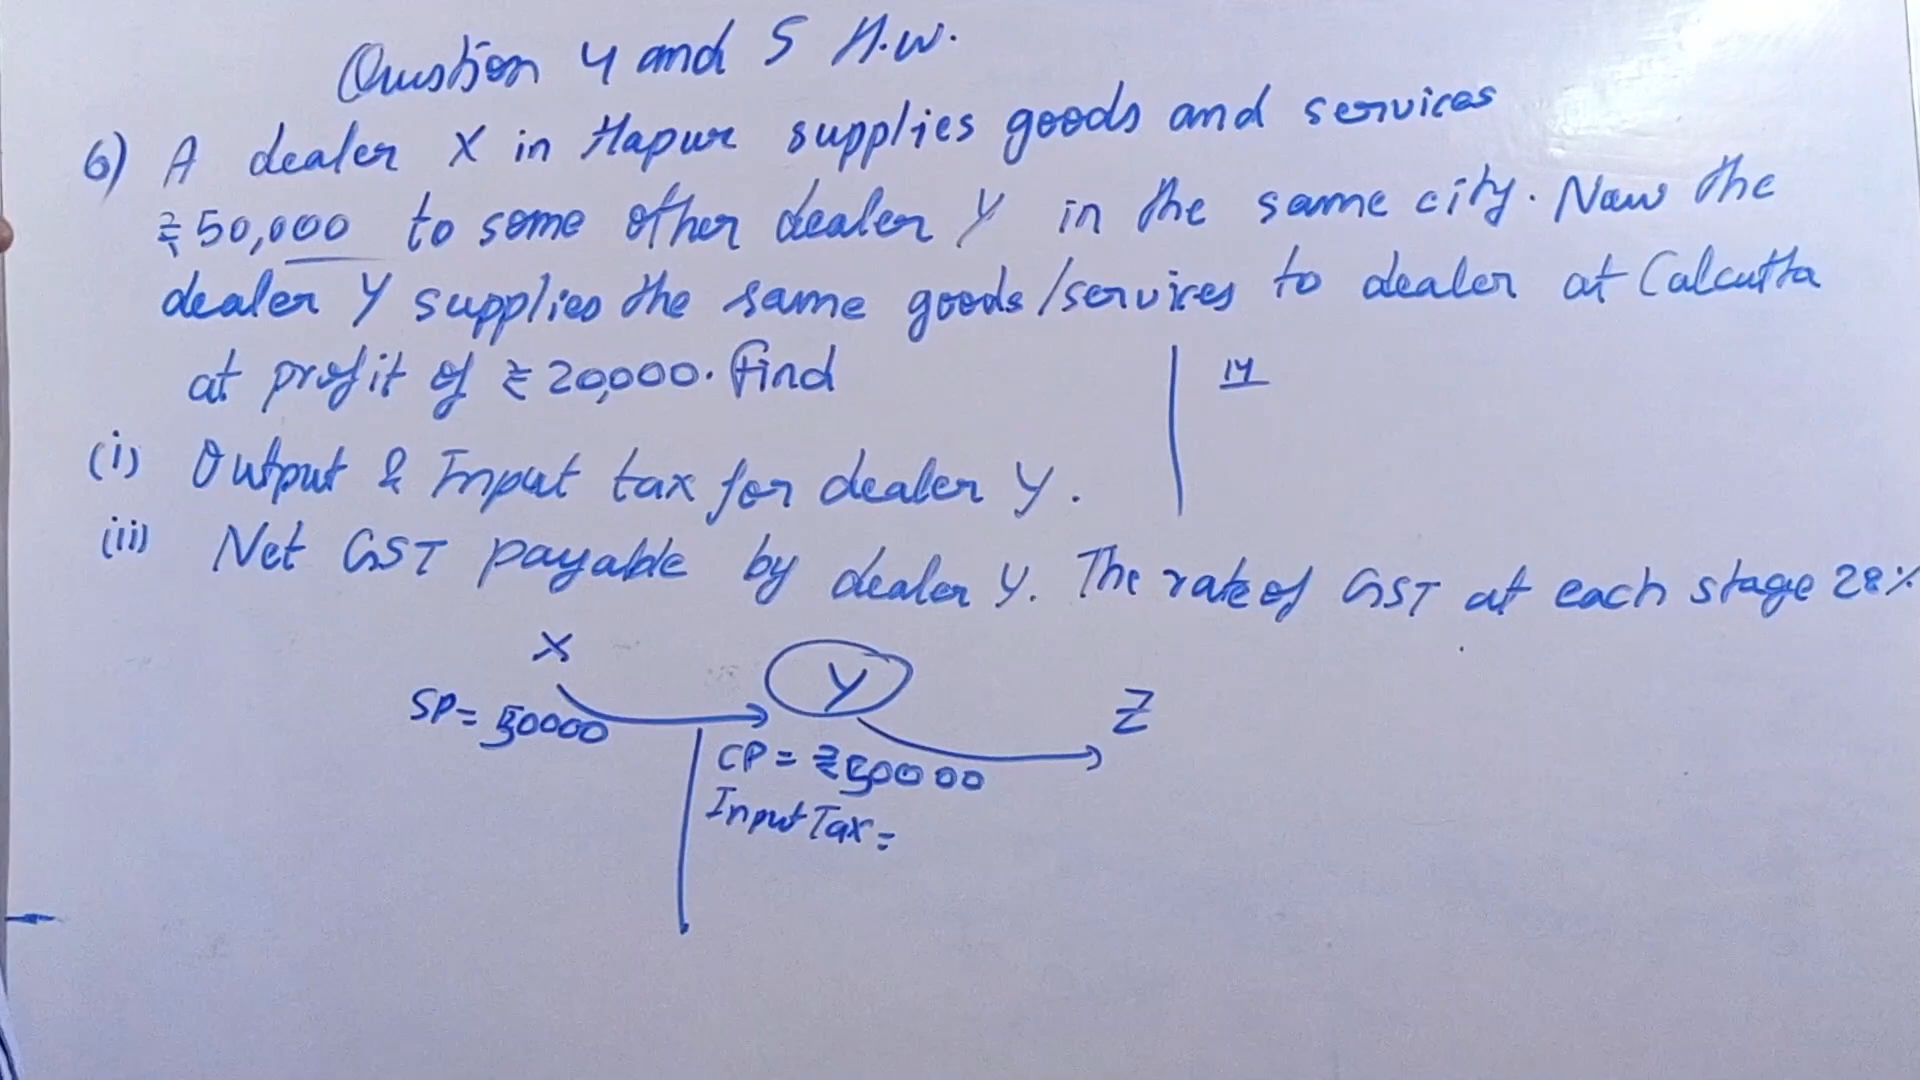 Question 4 and 5 H.W.
6) A dealer X in Hapur supplies goods and services
₹50,000 to some other dealer Y in the same city. Now the
dealer Y supplies the same goods/services to dealer at Calcutta
at profit of ₹20,000. Find
14
(i) Output & Input tax for dealer Y.
(ii) Net GST payable by dealer Y. The rate of GST at each stage 28%
X Y Z
SP = 50000
CP = ₹50000
Input Tax =